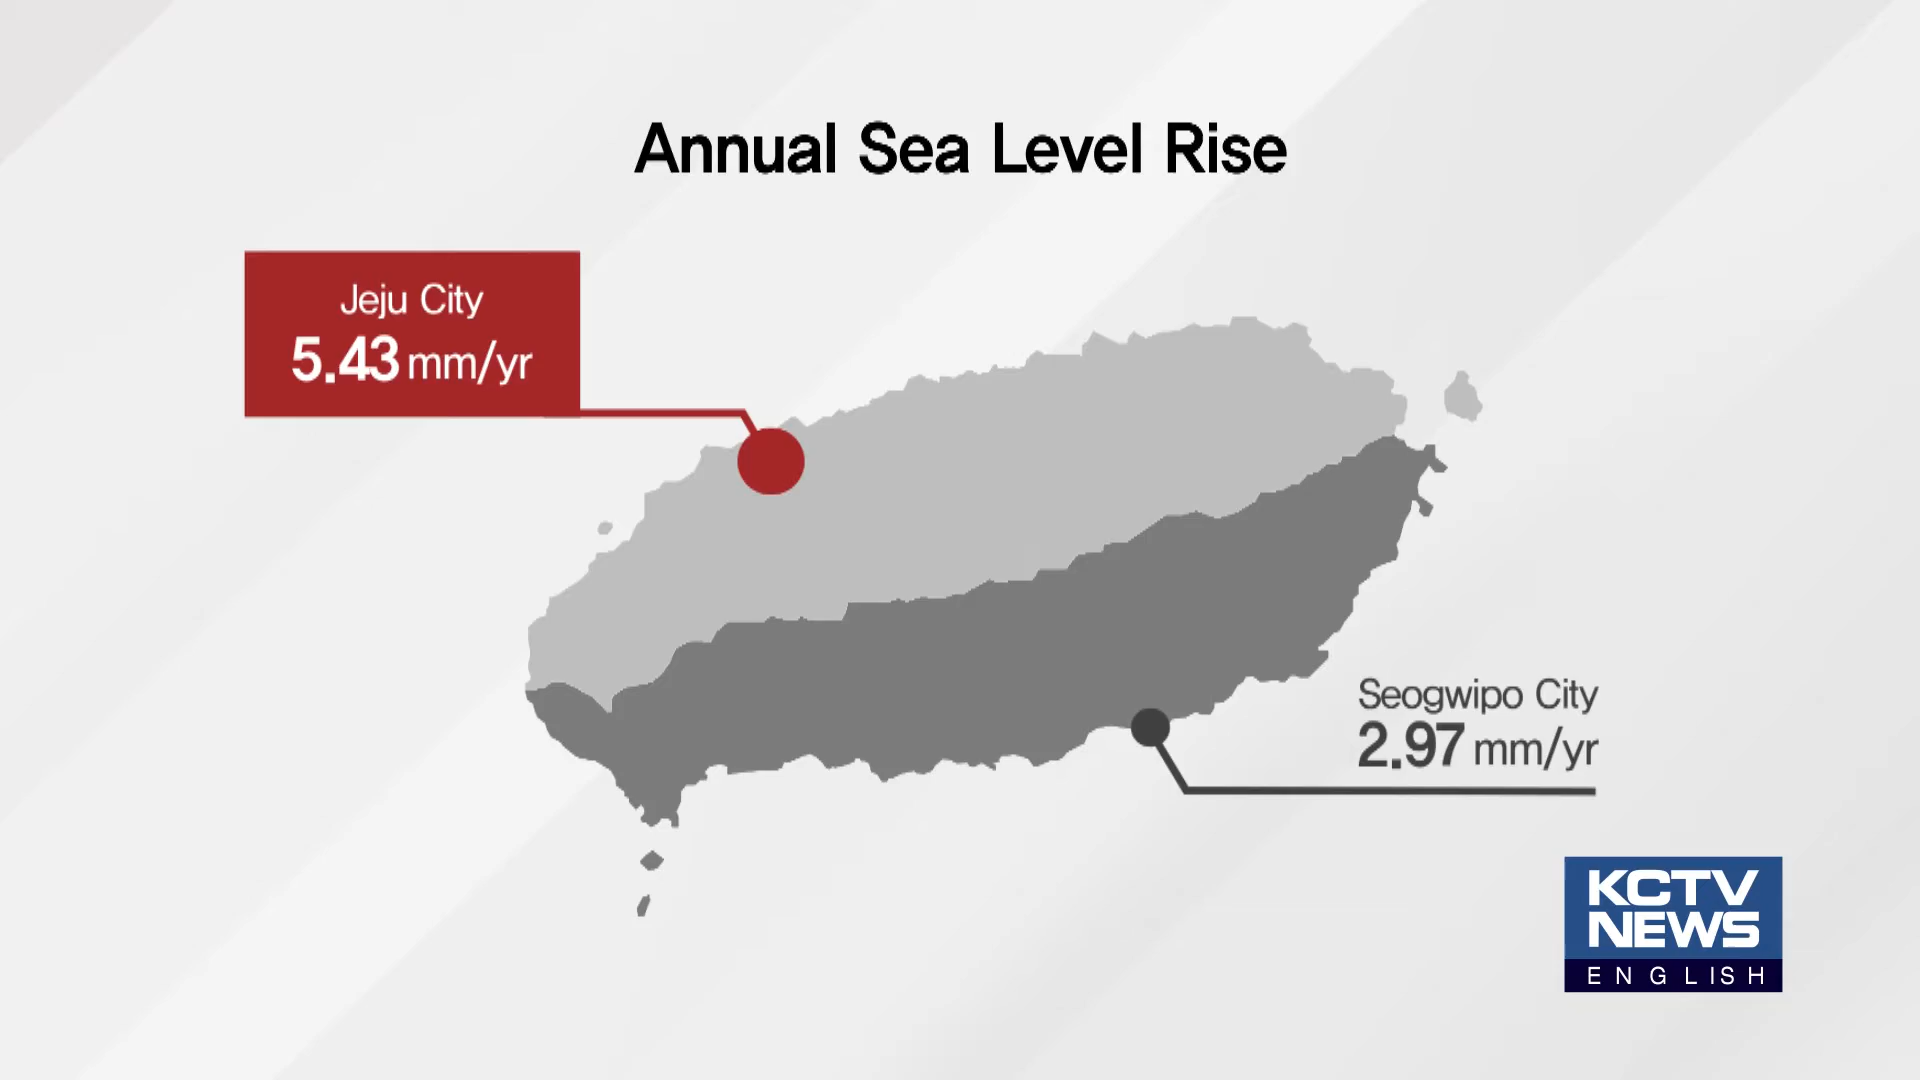 Annual Sea Level Rise
Jeju City
5.43 mm/yr
Seogwipo City
2.97 mm/yr
KCTV
NEWS
ENGLISH